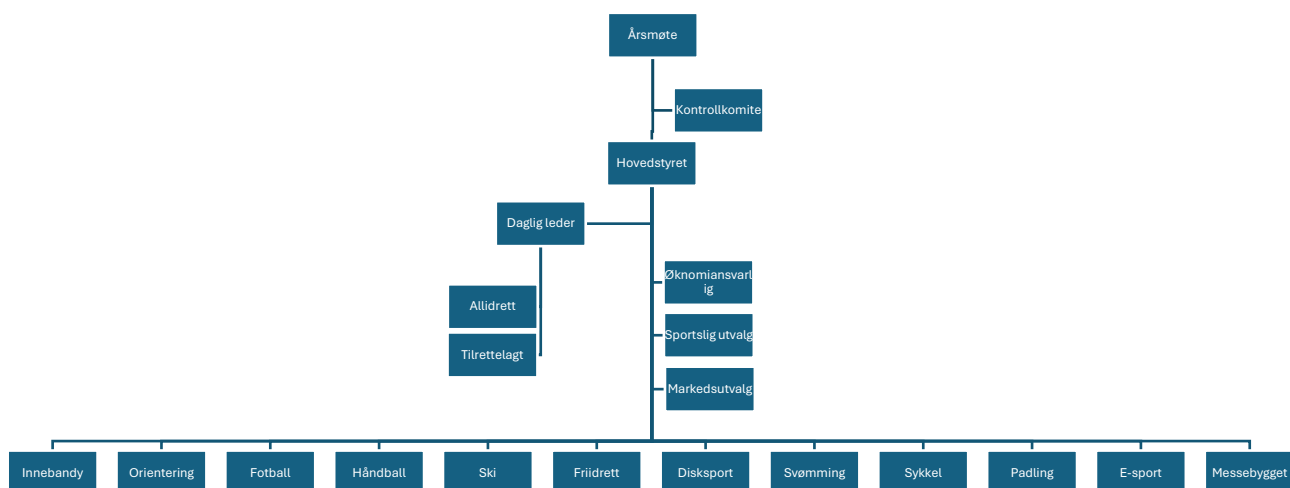 Årsmøte
Kontrollkomite
Hovedstyret
Daglig leder
Øknomiansvarl
ig
Allidrett
Sportslig utvalg
Tilrettelagt
Markedsutvalg
Innebandy
Orientering
Fotball
Håndball
Ski
Friidrett
Disksport
Svømming
Sykkel
Padling
E-sport
Messebygget